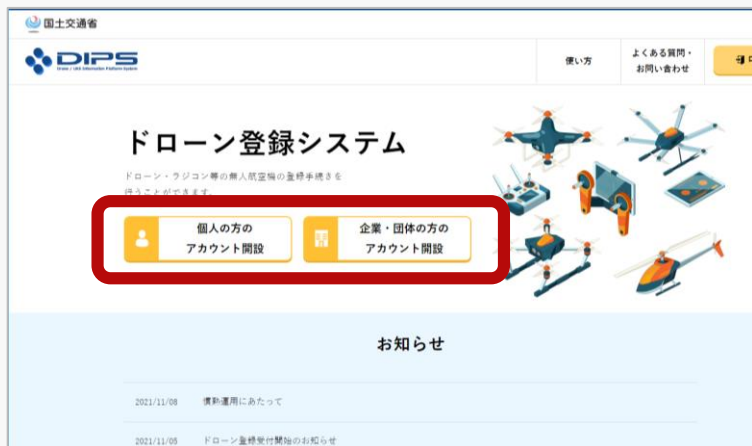 国土交通省
DIPS
使い方
よくある質問・
お問い合わせ
ドローン登録システム
ドローン・ラジコン等の無人航空機の登録手続きを
行うことができます。
個人の方の
アカウント開設
企業・団体の方の
アカウント開設
お知らせ
2021/11/08 慣熟運用にあたって
2021/11/05 ドローン登録受付開始のお知らせ